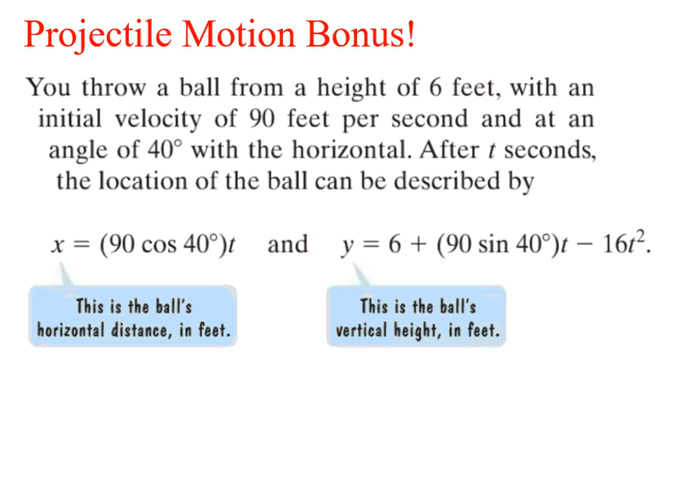 Projectile Motion Bonus!
You throw a ball from a height of 6 feet, with an
initial velocity of 90 feet per second and at an
angle of 40° with the horizontal. After t seconds,
the location of the ball can be described by
x = (90 cos 40°)t and y = 6 + (90 sin 40°)t − 16t².
This is the ball's
horizontal distance, in feet.
This is the ball's
vertical height, in feet.